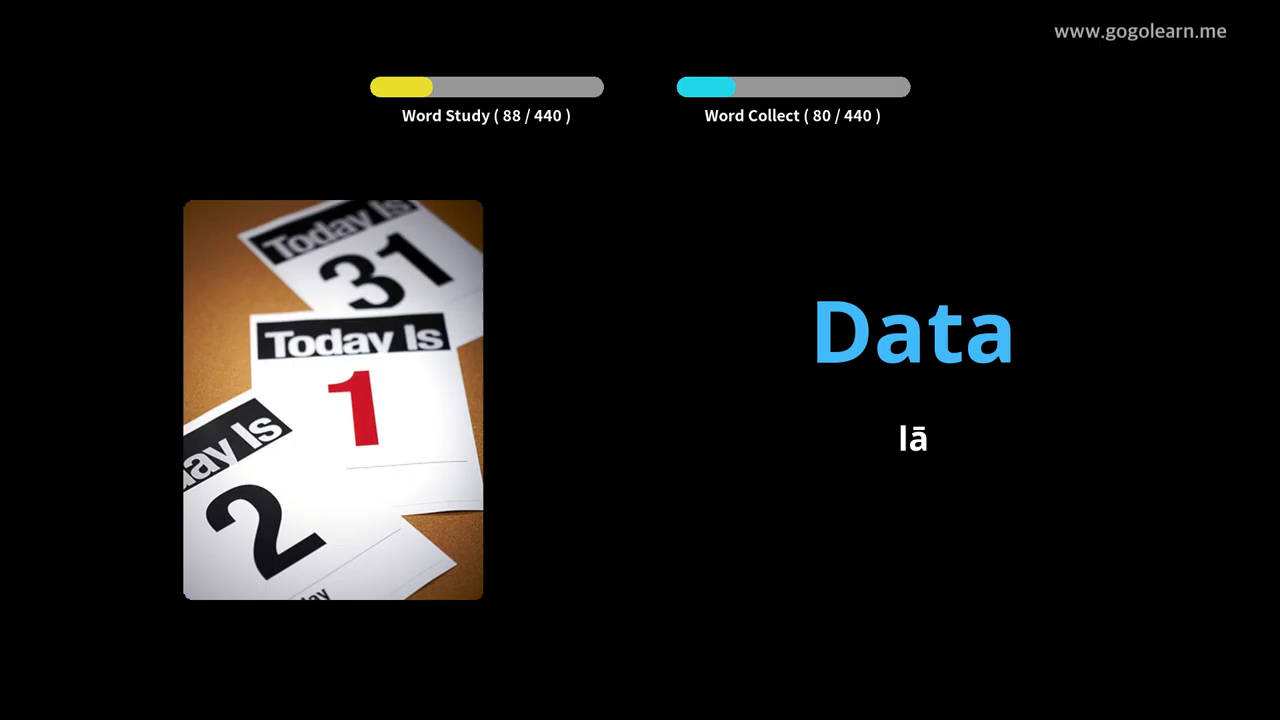 www.gogolearn.me
Word Study ( 88 / 440 )
Word Collect ( 80 / 440 )
Today Is
31
Today Is
1
day Is
2
Data
lā